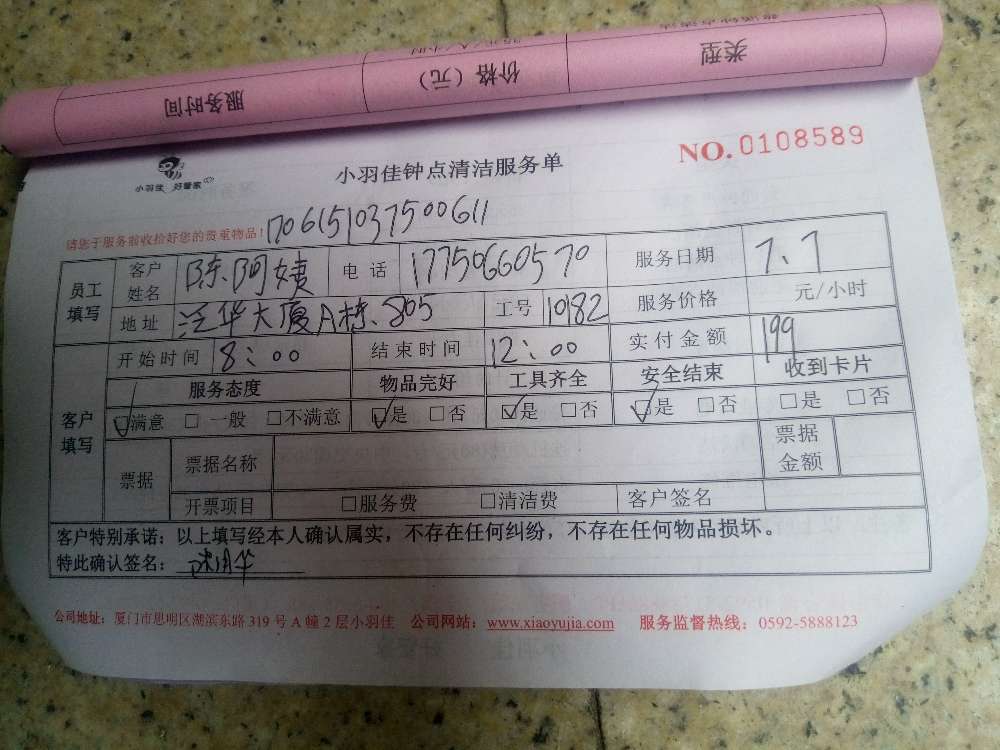 服务时间 价格（元） 类型
小羽佳 好管家
小羽佳钟点清洁服务单
NO.0108589
请您于服务前收拾好您的贵重物品！ 1706151037500611
员工填写 客户姓名 陈阿姨 电话 17750660570 服务日期 7.7
地址 泛华大厦A栋、805 工号 10182 服务价格 元/小时
客户填写 开始时间 8：00 结束时间 12：00 实付金额 199
服务态度 物品完好 工具齐全 安全结束 收到卡片
☑满意 □一般 □不满意 ☑是 □否 ☑是 □否 ☑是 □否 □是 □否
票据 票据名称 票据金额
开票项目 □服务费 □清洁费 客户签名
客户特别承诺：以上填写经本人确认属实，不存在任何纠纷，不存在任何物品损坏。
特此确认签名：
公司地址：厦门市思明区湖滨东路319号A幢2层小羽佳 公司网站：www.xiaoyujia.com 服务监督热线：0592-5888123